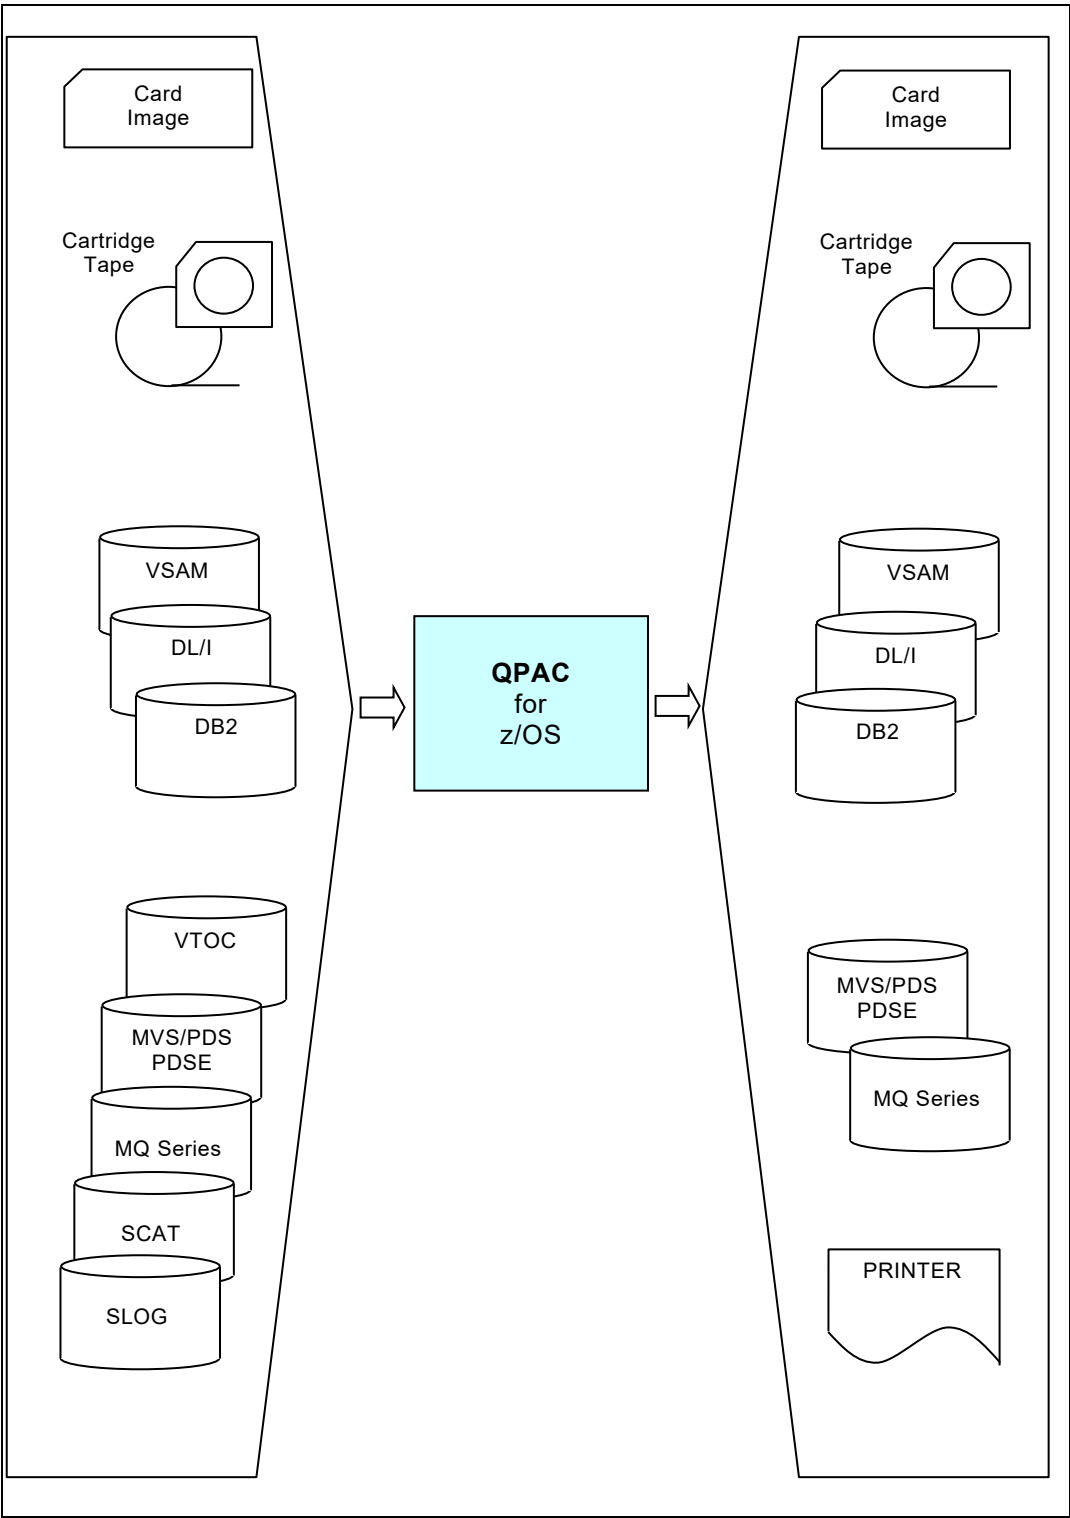 Card
Image
Cartridge
Tape
VSAM
DL/I
DB2
VTOC
MVS/PDS
PDSE
MQ Series
SCAT
SLOG
QPAC
for
z/OS
Card
Image
Cartridge
Tape
VSAM
DL/I
DB2
MVS/PDS
PDSE
MQ Series
PRINTER